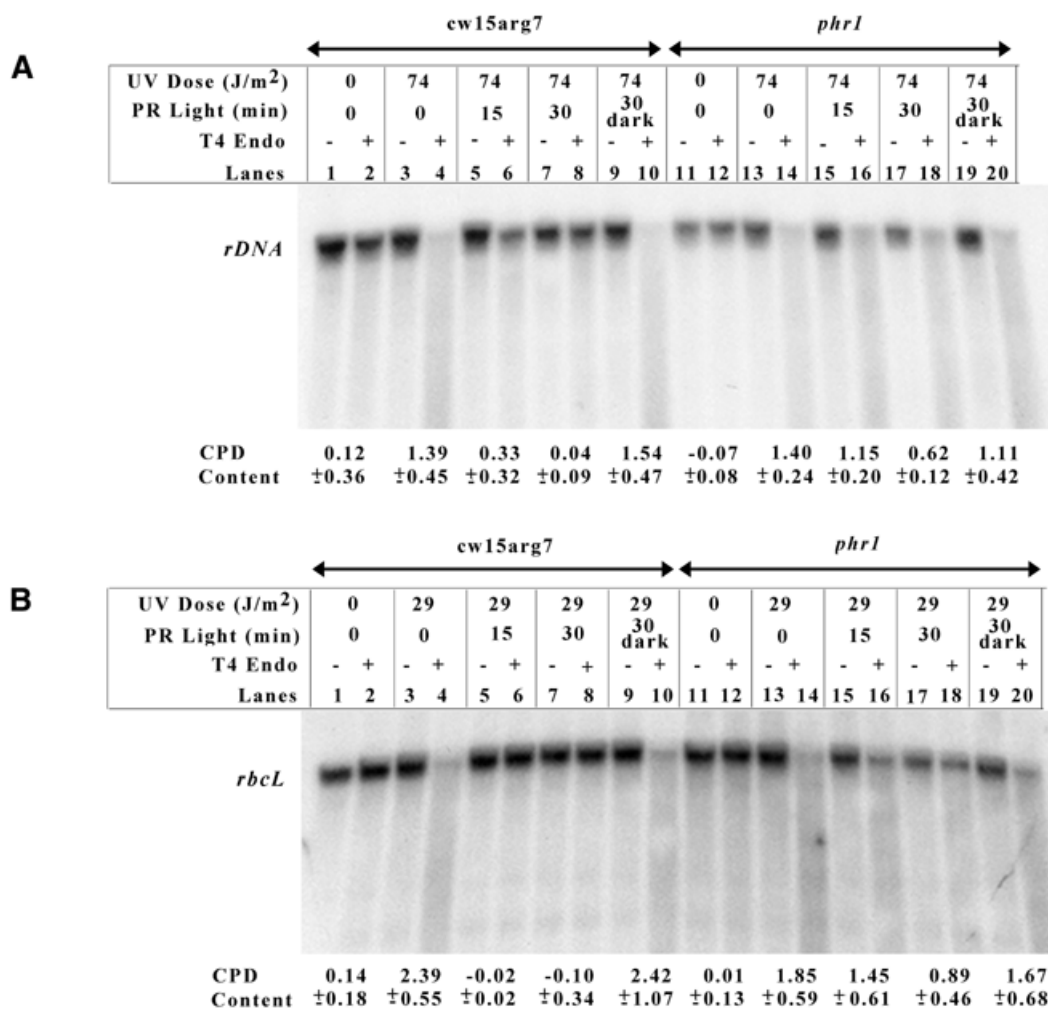 cw15arg7 phr1
A
UV Dose (J/m2) 0 74 74 74 74 0 74 74 74 74
PR Light (min) 0 0 15 30 30 dark 0 0 15 30 30 dark
T4 Endo - + - + - + - + - + - + - + - + - + - +
Lanes 1 2 3 4 5 6 7 8 9 10 11 12 13 14 15 16 17 18 19 20
rDNA
CPD 0.12 1.39 0.33 0.04 1.54 -0.07 1.40 1.15 0.62 1.11
Content ±0.36 ±0.45 ±0.32 ±0.09 ±0.47 ±0.08 ±0.24 ±0.20 ±0.12 ±0.42
cw15arg7 phr1
B
UV Dose (J/m2) 0 29 29 29 29 0 29 29 29 29
PR Light (min) 0 0 15 30 30 dark 0 0 15 30 30 dark
T4 Endo - + - + - + - + - + - + - + - + - + - +
Lanes 1 2 3 4 5 6 7 8 9 10 11 12 13 14 15 16 17 18 19 20
rbcL
CPD 0.14 2.39 -0.02 -0.10 2.42 0.01 1.85 1.45 0.89 1.67
Content ±0.18 ±0.55 ±0.02 ±0.34 ±1.07 ±0.13 ±0.59 ±0.61 ±0.46 ±0.68